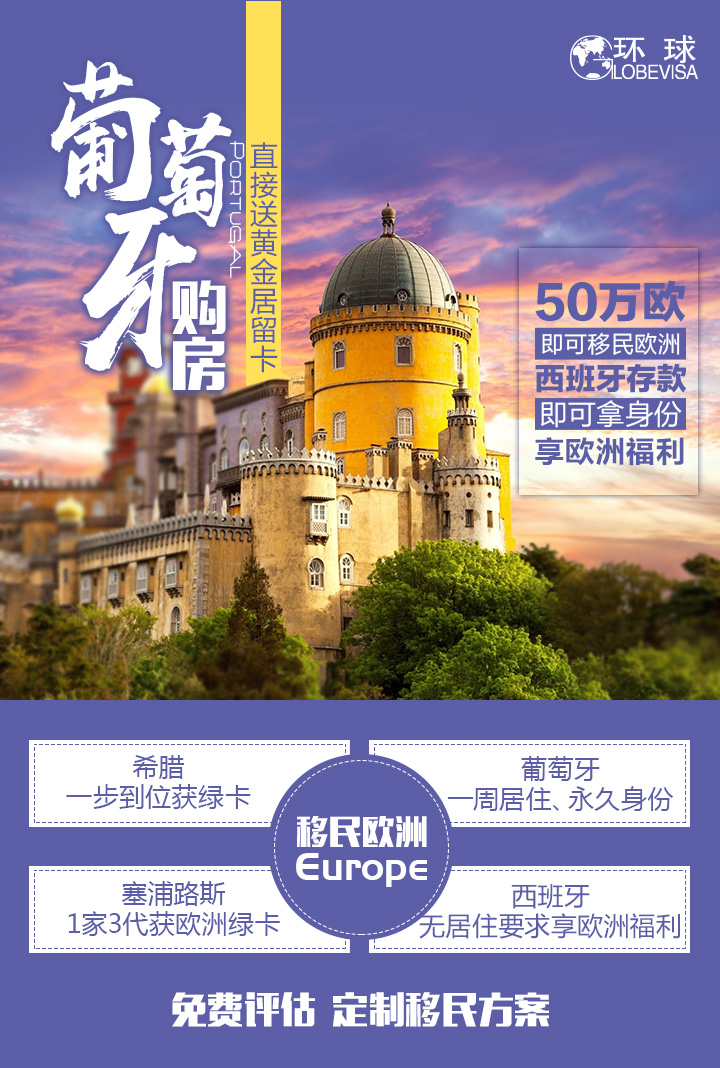 环球
LOBEVISA
葡萄牙
购房
PORTUGAL
直接送黄金居留卡
50万欧
即可移民欧洲
西班牙存款
即可拿身份
享欧洲福利
希腊
一步到位获绿卡
葡萄牙
一周居住、永久身份
移民欧洲
Europe
塞浦路斯
1家3代获欧洲绿卡
西班牙
无居住要求享欧洲福利
免费评估 定制移民方案